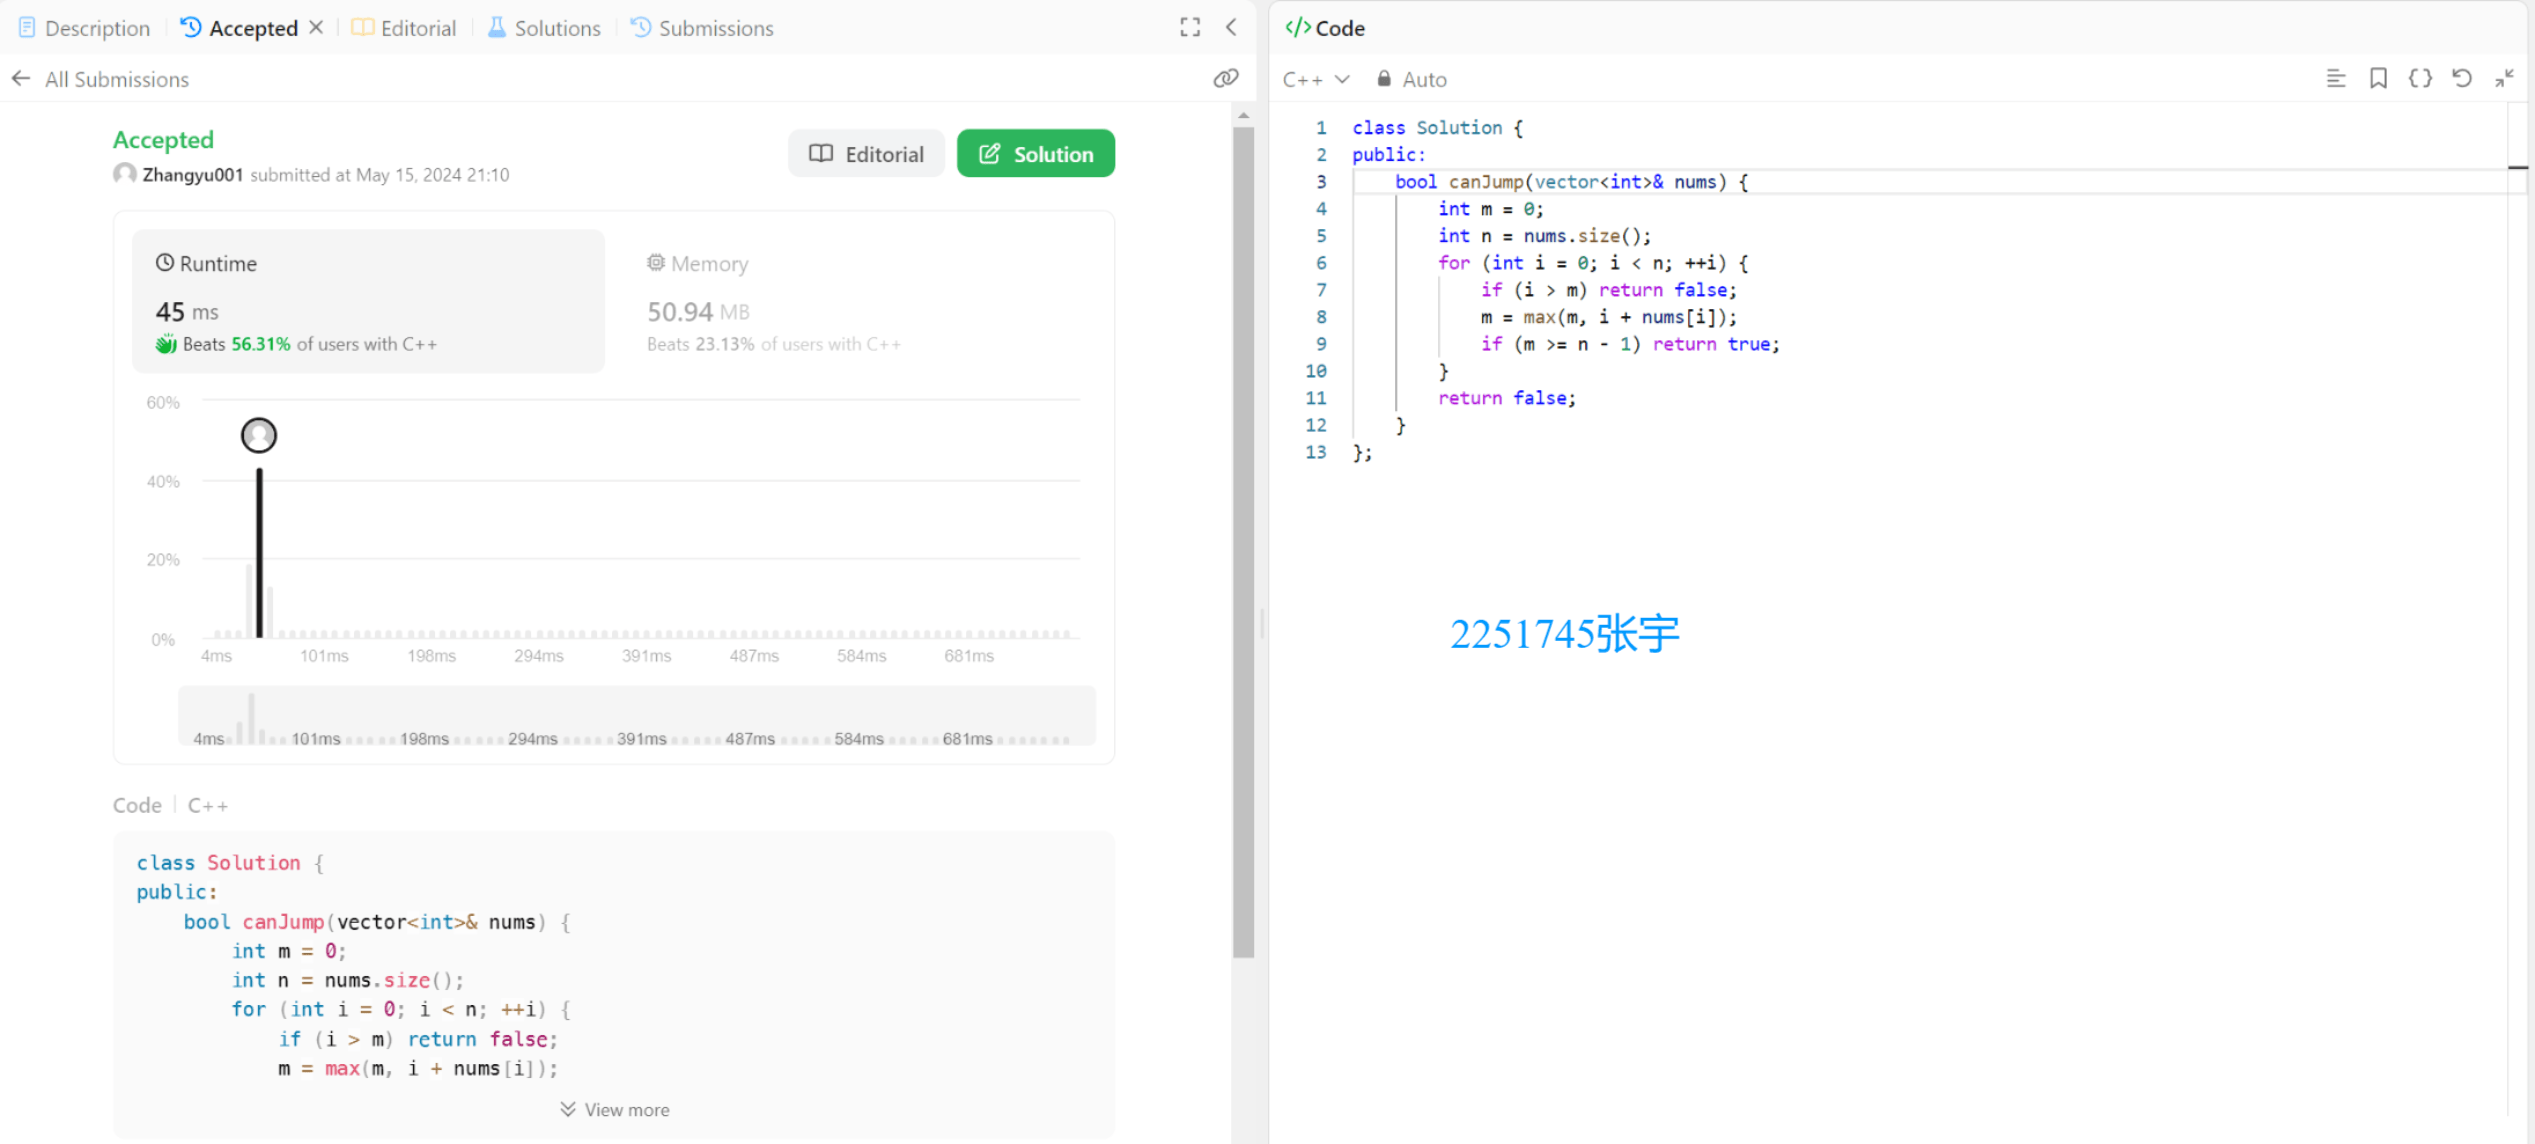 Description
Accepted
Editorial
Solutions
Submissions
All Submissions
Accepted
Zhangyu001 submitted at May 15, 2024 21:10
Editorial
Solution
Runtime
45 ms
Beats 56.31% of users with C++
Memory
50.94 MB
Beats 23.13% of users with C++
60%
40%
20%
0%
4ms 101ms 198ms 294ms 391ms 487ms 584ms 681ms
4ms 101ms 198ms 294ms 391ms 487ms 584ms 681ms
Code | C++
class Solution {
public:
    bool canJump(vector<int>& nums) {
        int m = 0;
        int n = nums.size();
        for (int i = 0; i < n; ++i) {
            if (i > m) return false;
            m = max(m, i + nums[i]);
View more
</> Code
C++
Auto
1 class Solution {
2 public:
3     bool canJump(vector<int>& nums) {
4         int m = 0;
5         int n = nums.size();
6         for (int i = 0; i < n; ++i) {
7             if (i > m) return false;
8             m = max(m, i + nums[i]);
9             if (m >= n - 1) return true;
10         }
11         return false;
12     }
13 };
2251745张宇